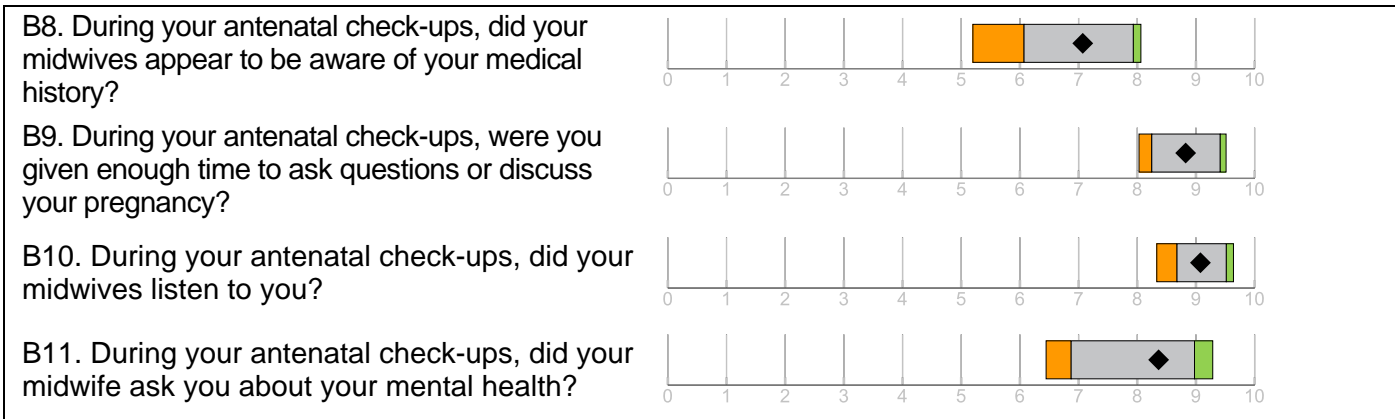 B8. During your antenatal check-ups, did your
midwives appear to be aware of your medical
history?
0 1 2 3 4 5 6 7 8 9 10
B9. During your antenatal check-ups, were you
given enough time to ask questions or discuss
your pregnancy?
0 1 2 3 4 5 6 7 8 9 10
B10. During your antenatal check-ups, did your
midwives listen to you?
0 1 2 3 4 5 6 7 8 9 10
B11. During your antenatal check-ups, did your
midwife ask you about your mental health?
0 1 2 3 4 5 6 7 8 9 10